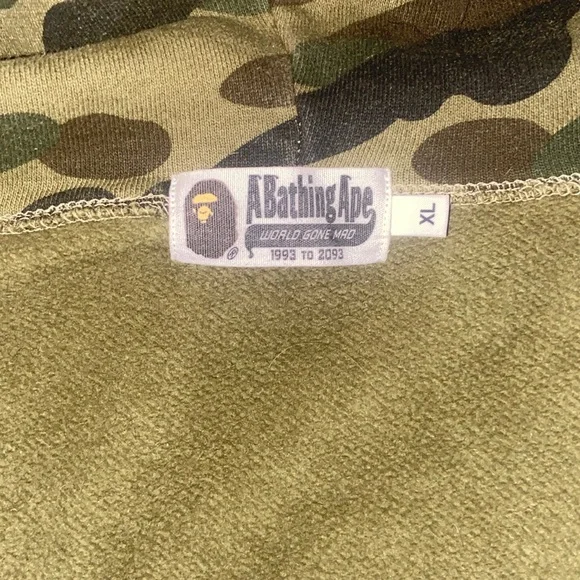 A Bathing Ape
WORLD GONE MAD
1993 TO 2093
®
XL